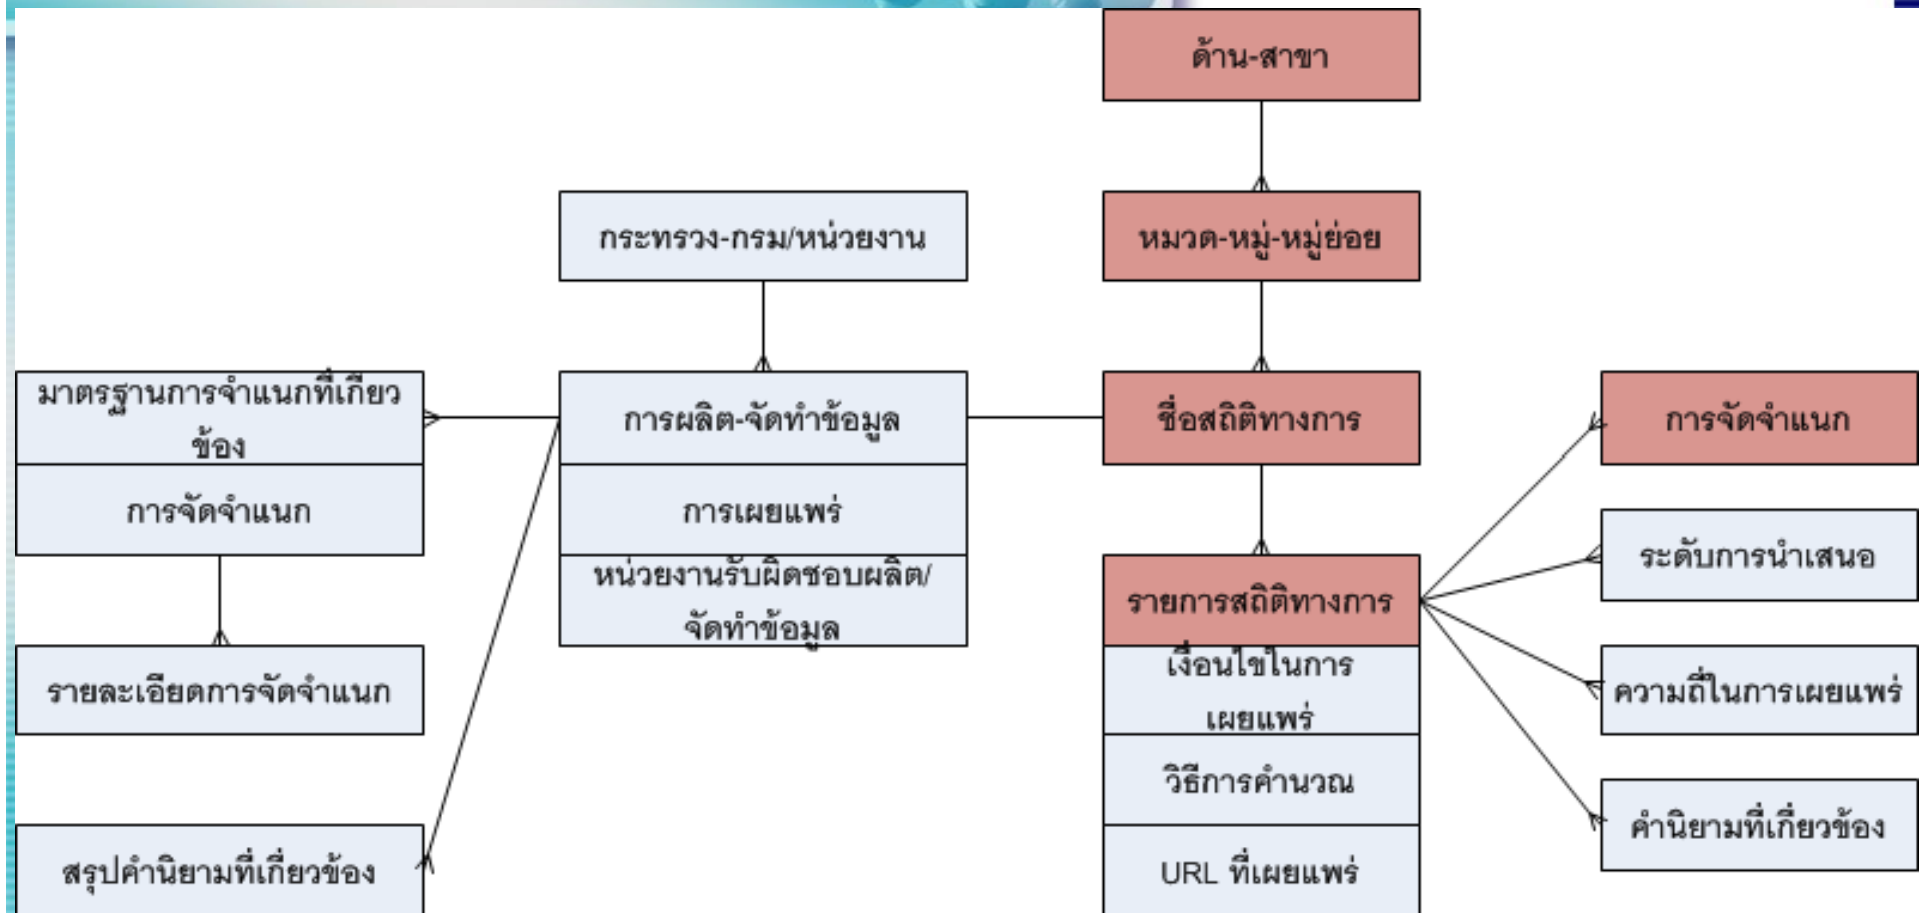 ด้าน-สาขา
กระทรวง-กรม/หน่วยงาน
หมวด-หมู่-หมู่ย่อย
มาตรฐานการจำแนกที่เกี่ยว
ข้อง
การจัดจำแนก
รายละเอียดการจัดจำแนก
สรุปคำนิยามที่เกี่ยวข้อง
การผลิต-จัดทำข้อมูล
การเผยแพร่
หน่วยงานรับผิดชอบผลิต/
จัดทำข้อมูล
ชื่อสถิติทางการ
รายการสถิติทางการ
เงื่อนไขในการ
เผยแพร่
วิธีการคำนวณ
URL ที่เผยแพร่
การจัดจำแนก
ระดับการนำเสนอ
ความถี่ในการเผยแพร่
คำนิยามที่เกี่ยวข้อง